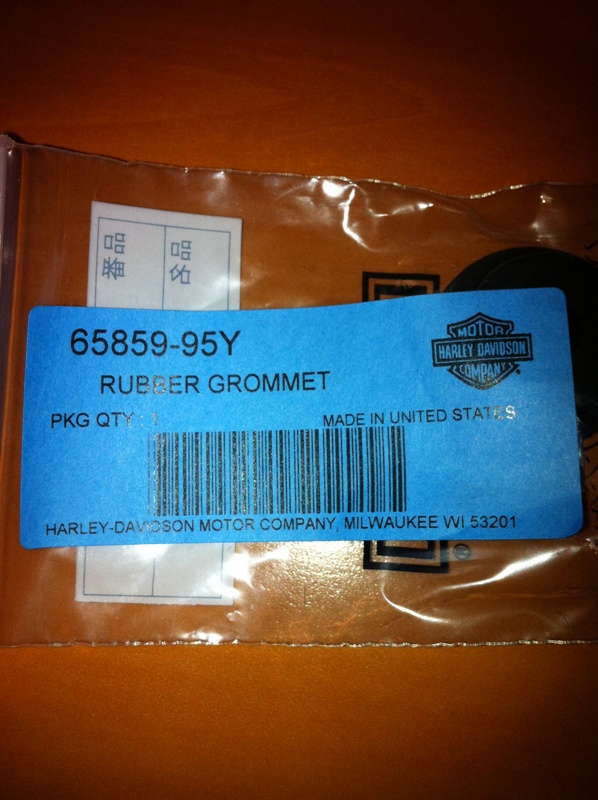 品番
品名
65859-95Y
RUBBER GROMMET
PKG QTY : 1
MADE IN UNITED STATES
MOTOR
HARLEY-DAVIDSON
COMPANY
HARLEY-DAVIDSON MOTOR COMPANY, MILWAUKEE WI 53201
®